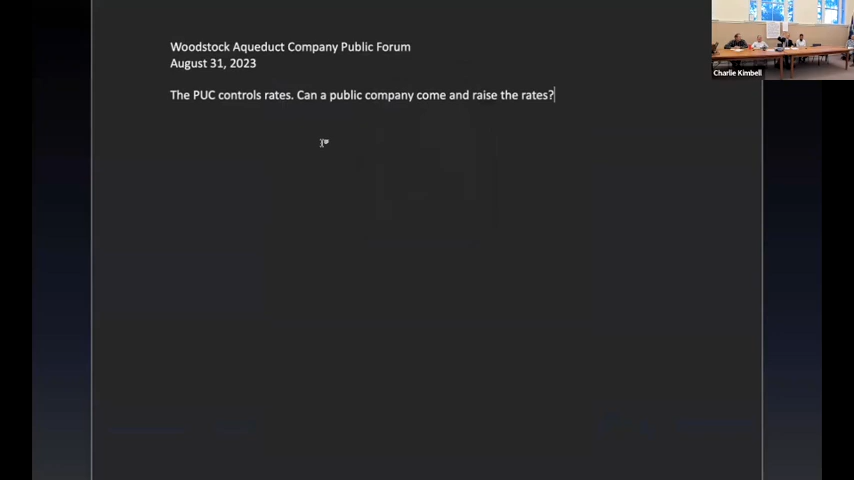 Woodstock Aqueduct Company Public Forum
August 31, 2023
The PUC controls rates. Can a public company come and raise the rates?
Charlie Kimbell